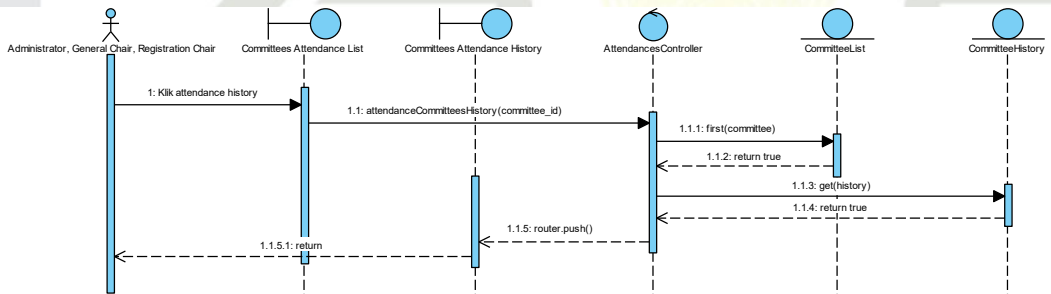 Administrator, General Chair, Registration Chair
Committees Attendance List
Committees Attendance History
AttendancesController
CommitteeList
CommitteeHistory
1: Klik attendance history
1.1: attendanceCommitteesHistory(committee_id)
1.1.1: first(committee)
1.1.2: return true
1.1.3: get(history)
1.1.4: return true
1.1.5: router.push()
1.1.5.1: return